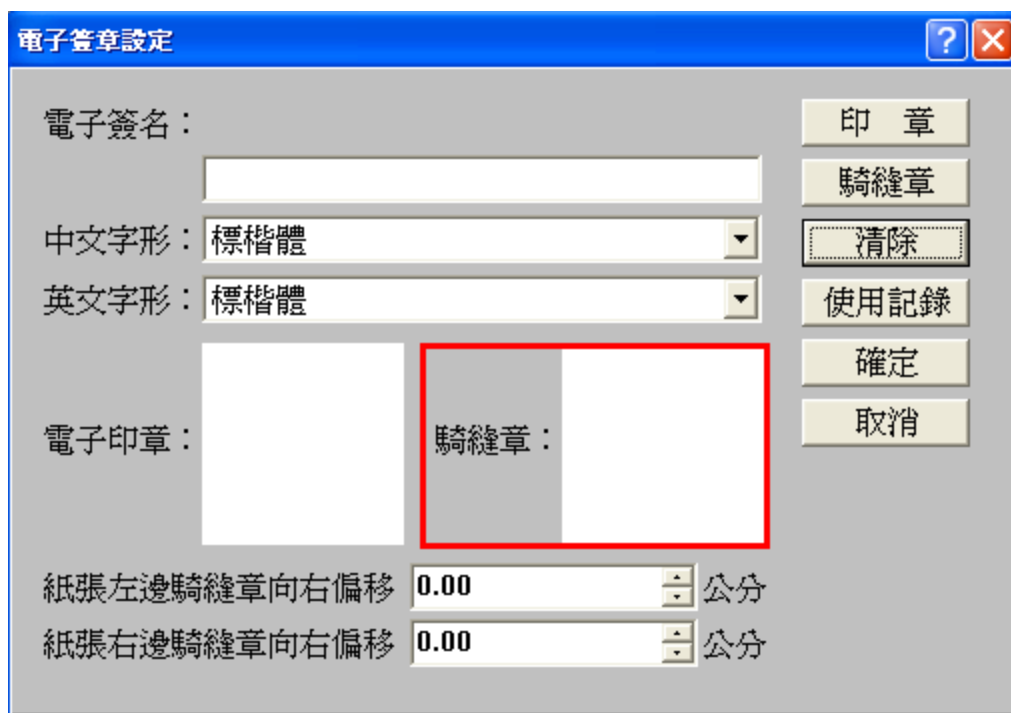 電子簽章設定
電子簽名：
印　章
騎縫章
中文字形：標楷體
清除
英文字形：標楷體
使用記錄
確定
取消
電子印章：
騎縫章：
紙張左邊騎縫章向右偏移 0.00 公分
紙張右邊騎縫章向右偏移 0.00 公分